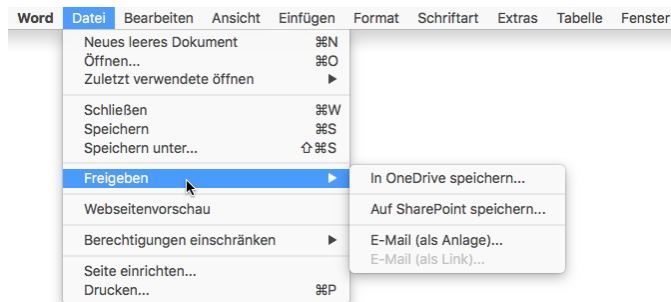 Word Datei Bearbeiten Ansicht Einfügen Format Schriftart Extras Tabelle Fenster
Neues leeres Dokument ⌘N
Öffnen... ⌘O
Zuletzt verwendete öffnen ▶
Schließen ⌘W
Speichern ⌘S
Speichern unter... ⇧⌘S
Freigeben ▶
In OneDrive speichern...
Auf SharePoint speichern...
E-Mail (als Anlage)...
E-Mail (als Link)...
Webseitenvorschau
Berechtigungen einschränken ▶
Seite einrichten...
Drucken... ⌘P